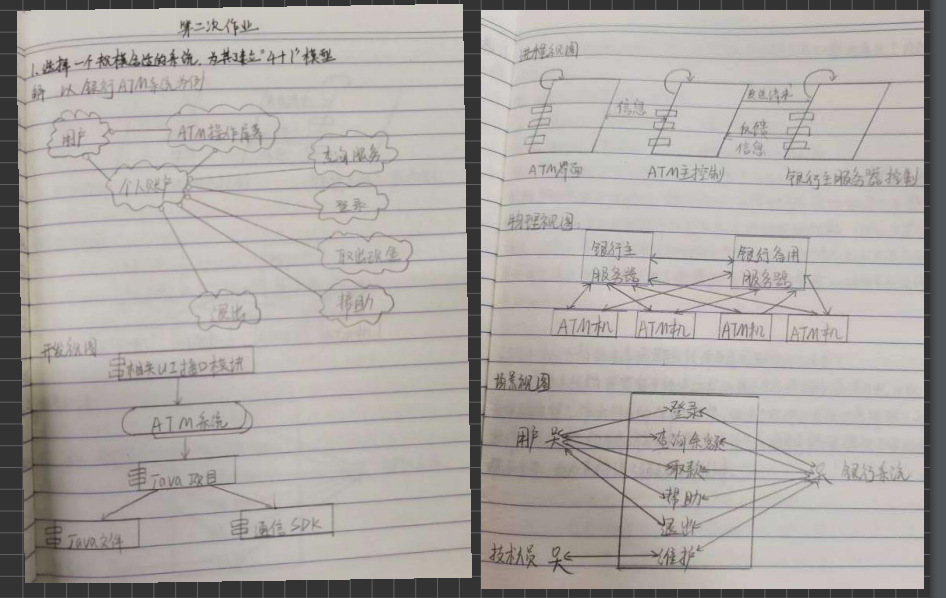 第二次作业
1.选择一个规模合适的系统,为其建立"4+1"模型
解 以银行ATM系统为例
用户
ATM操作屏幕
查询服务
个人账户
登录
取出现金
帮助
退出
开发视图
相关UI接口模块
ATM系统
Java项目
Java文件
通信SDK
进程视图
信息
发送请求
反馈
信息
ATM界面
ATM主控制
银行主服务器控制
物理视图:
银行主
服务器
银行备用
服务器
ATM机
ATM机
ATM机
ATM机
场景视图
登录
用户
查询余额
取款
银行系统
帮助
退出
技术人员
维护